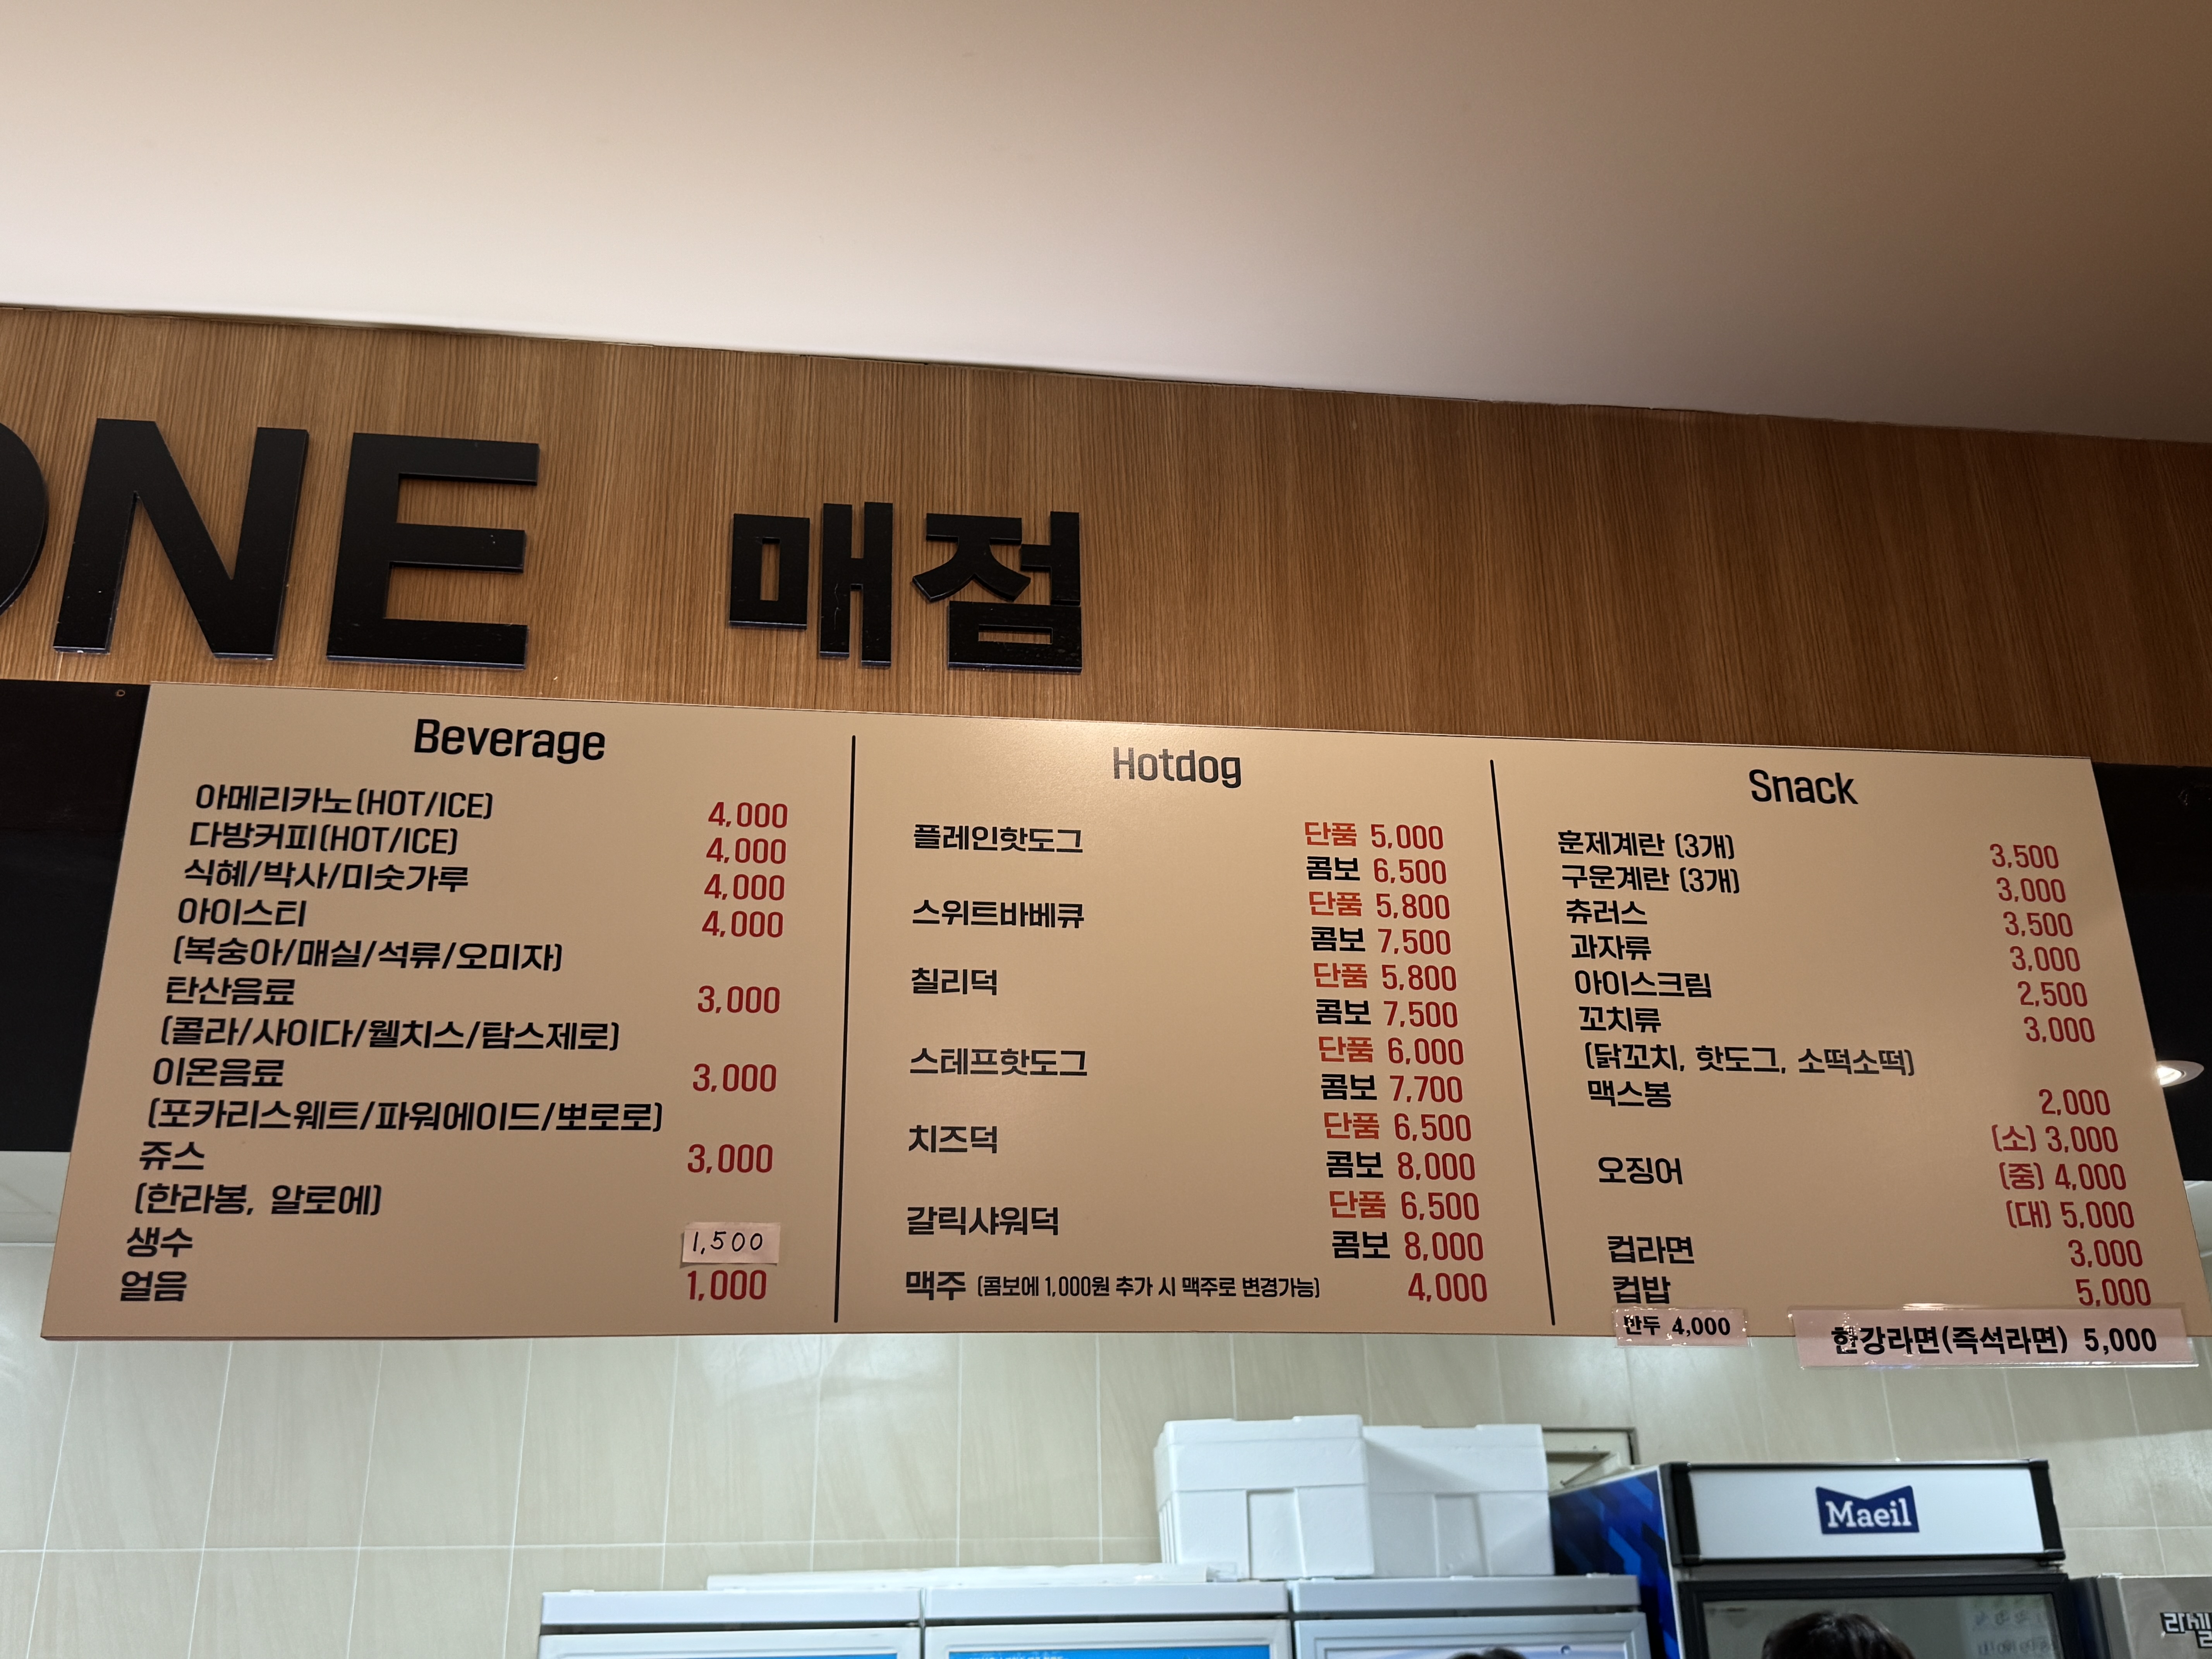 ONE 매점
Beverage
아메리카노(HOT/ICE) 4,000
다방커피(HOT/ICE) 4,000
식혜/박사/미숫가루 4,000
아이스티 4,000
(복숭아/매실/석류/오미자)
탄산음료 3,000
(콜라/사이다/웰치스/탐스제로)
이온음료 3,000
(포카리스웨트/파워에이드/뽀로로)
쥬스 3,000
(한라봉, 알로에)
생수 1,500
얼음 1,000
Hotdog
플레인핫도그 단품 5,000
콤보 6,500
스위트바베큐 단품 5,800
콤보 7,500
칠리덕 단품 5,800
콤보 7,500
스테프핫도그 단품 6,000
콤보 7,700
치즈덕 단품 6,500
콤보 8,000
갈릭샤워덕 단품 6,500
콤보 8,000
맥주 (콤보에 1,000원 추가 시 맥주로 변경가능) 4,000
Snack
훈제계란 (3개) 3,500
구운계란 (3개) 3,000
츄러스 3,500
과자류 3,000
아이스크림 2,500
꼬치류 3,000
(닭꼬치, 핫도그, 소떡소떡)
맥스봉 2,000
(소) 3,000
오징어 (중) 4,000
(대) 5,000
컵라면 3,000
컵밥 5,000
만두 4,000
한강라면(즉석라면) 5,000
Maeil